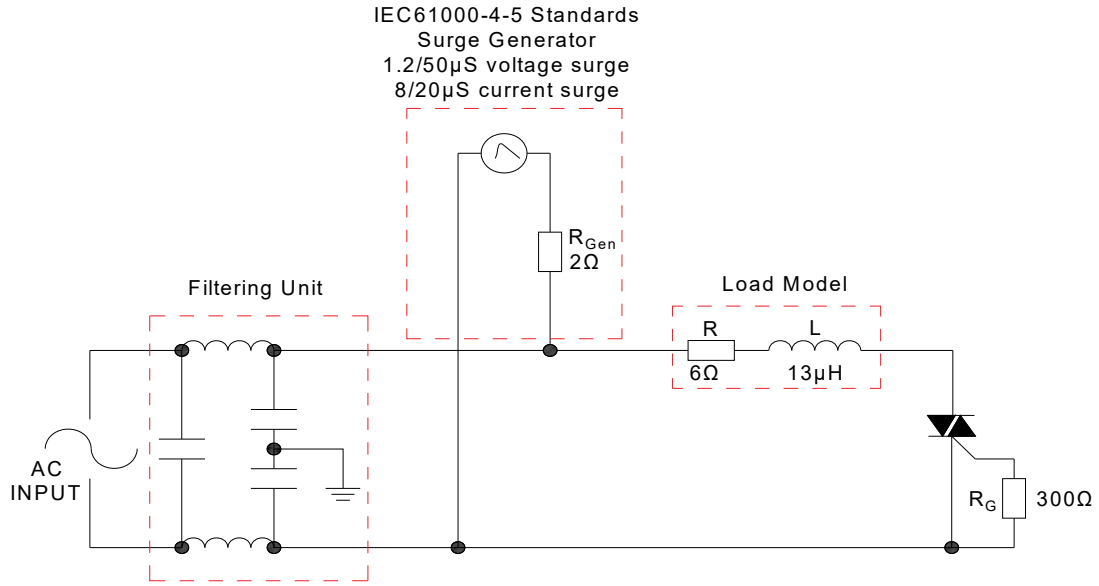 IEC61000-4-5 Standards
Surge Generator
1.2/50µS voltage surge
8/20µS current surge
RGen
2Ω
Filtering Unit
Load Model
R
L
6Ω
13µH
AC
INPUT
RG
300Ω